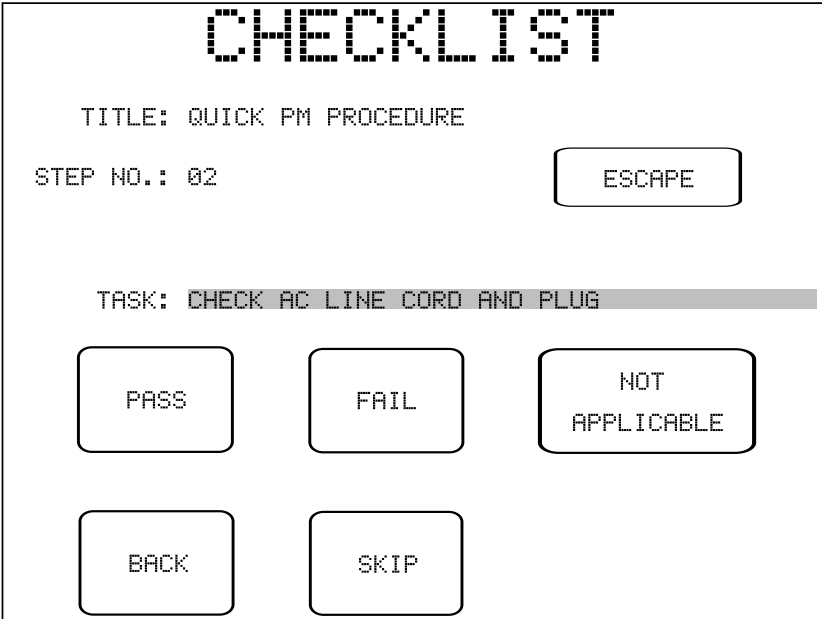 CHECKLIST
TITLE: QUICK PM PROCEDURE
STEP NO.: 02
ESCAPE
TASK: CHECK AC LINE CORD AND PLUG
PASS
FAIL
NOT
APPLICABLE
BACK
SKIP